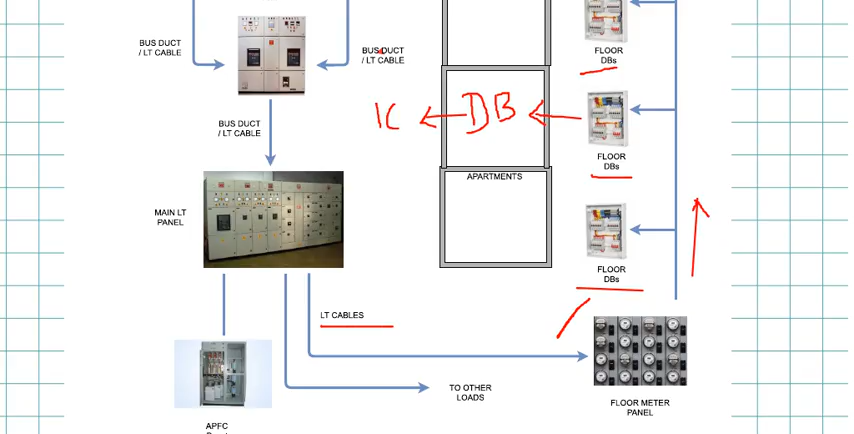 BUS DUCT
/ LT CABLE
BUS DUCT
/ LT CABLE
FLOOR
DBs
BUS DUCT
/ LT CABLE
DB
FLOOR
DBs
APARTMENTS
MAIN LT
PANEL
FLOOR
DBs
LT CABLES
TO OTHER
LOADS
FLOOR METER
PANEL
APFC